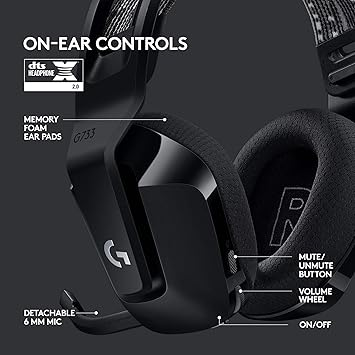 ON-EAR CONTROLS
dts
HEADPHONE X
2.0
MEMORY
FOAM
EAR PADS
G733
R
G
MUTE/
UNMUTE
BUTTON
VOLUME
WHEEL
DETACHABLE
6 MM MIC
ON/OFF